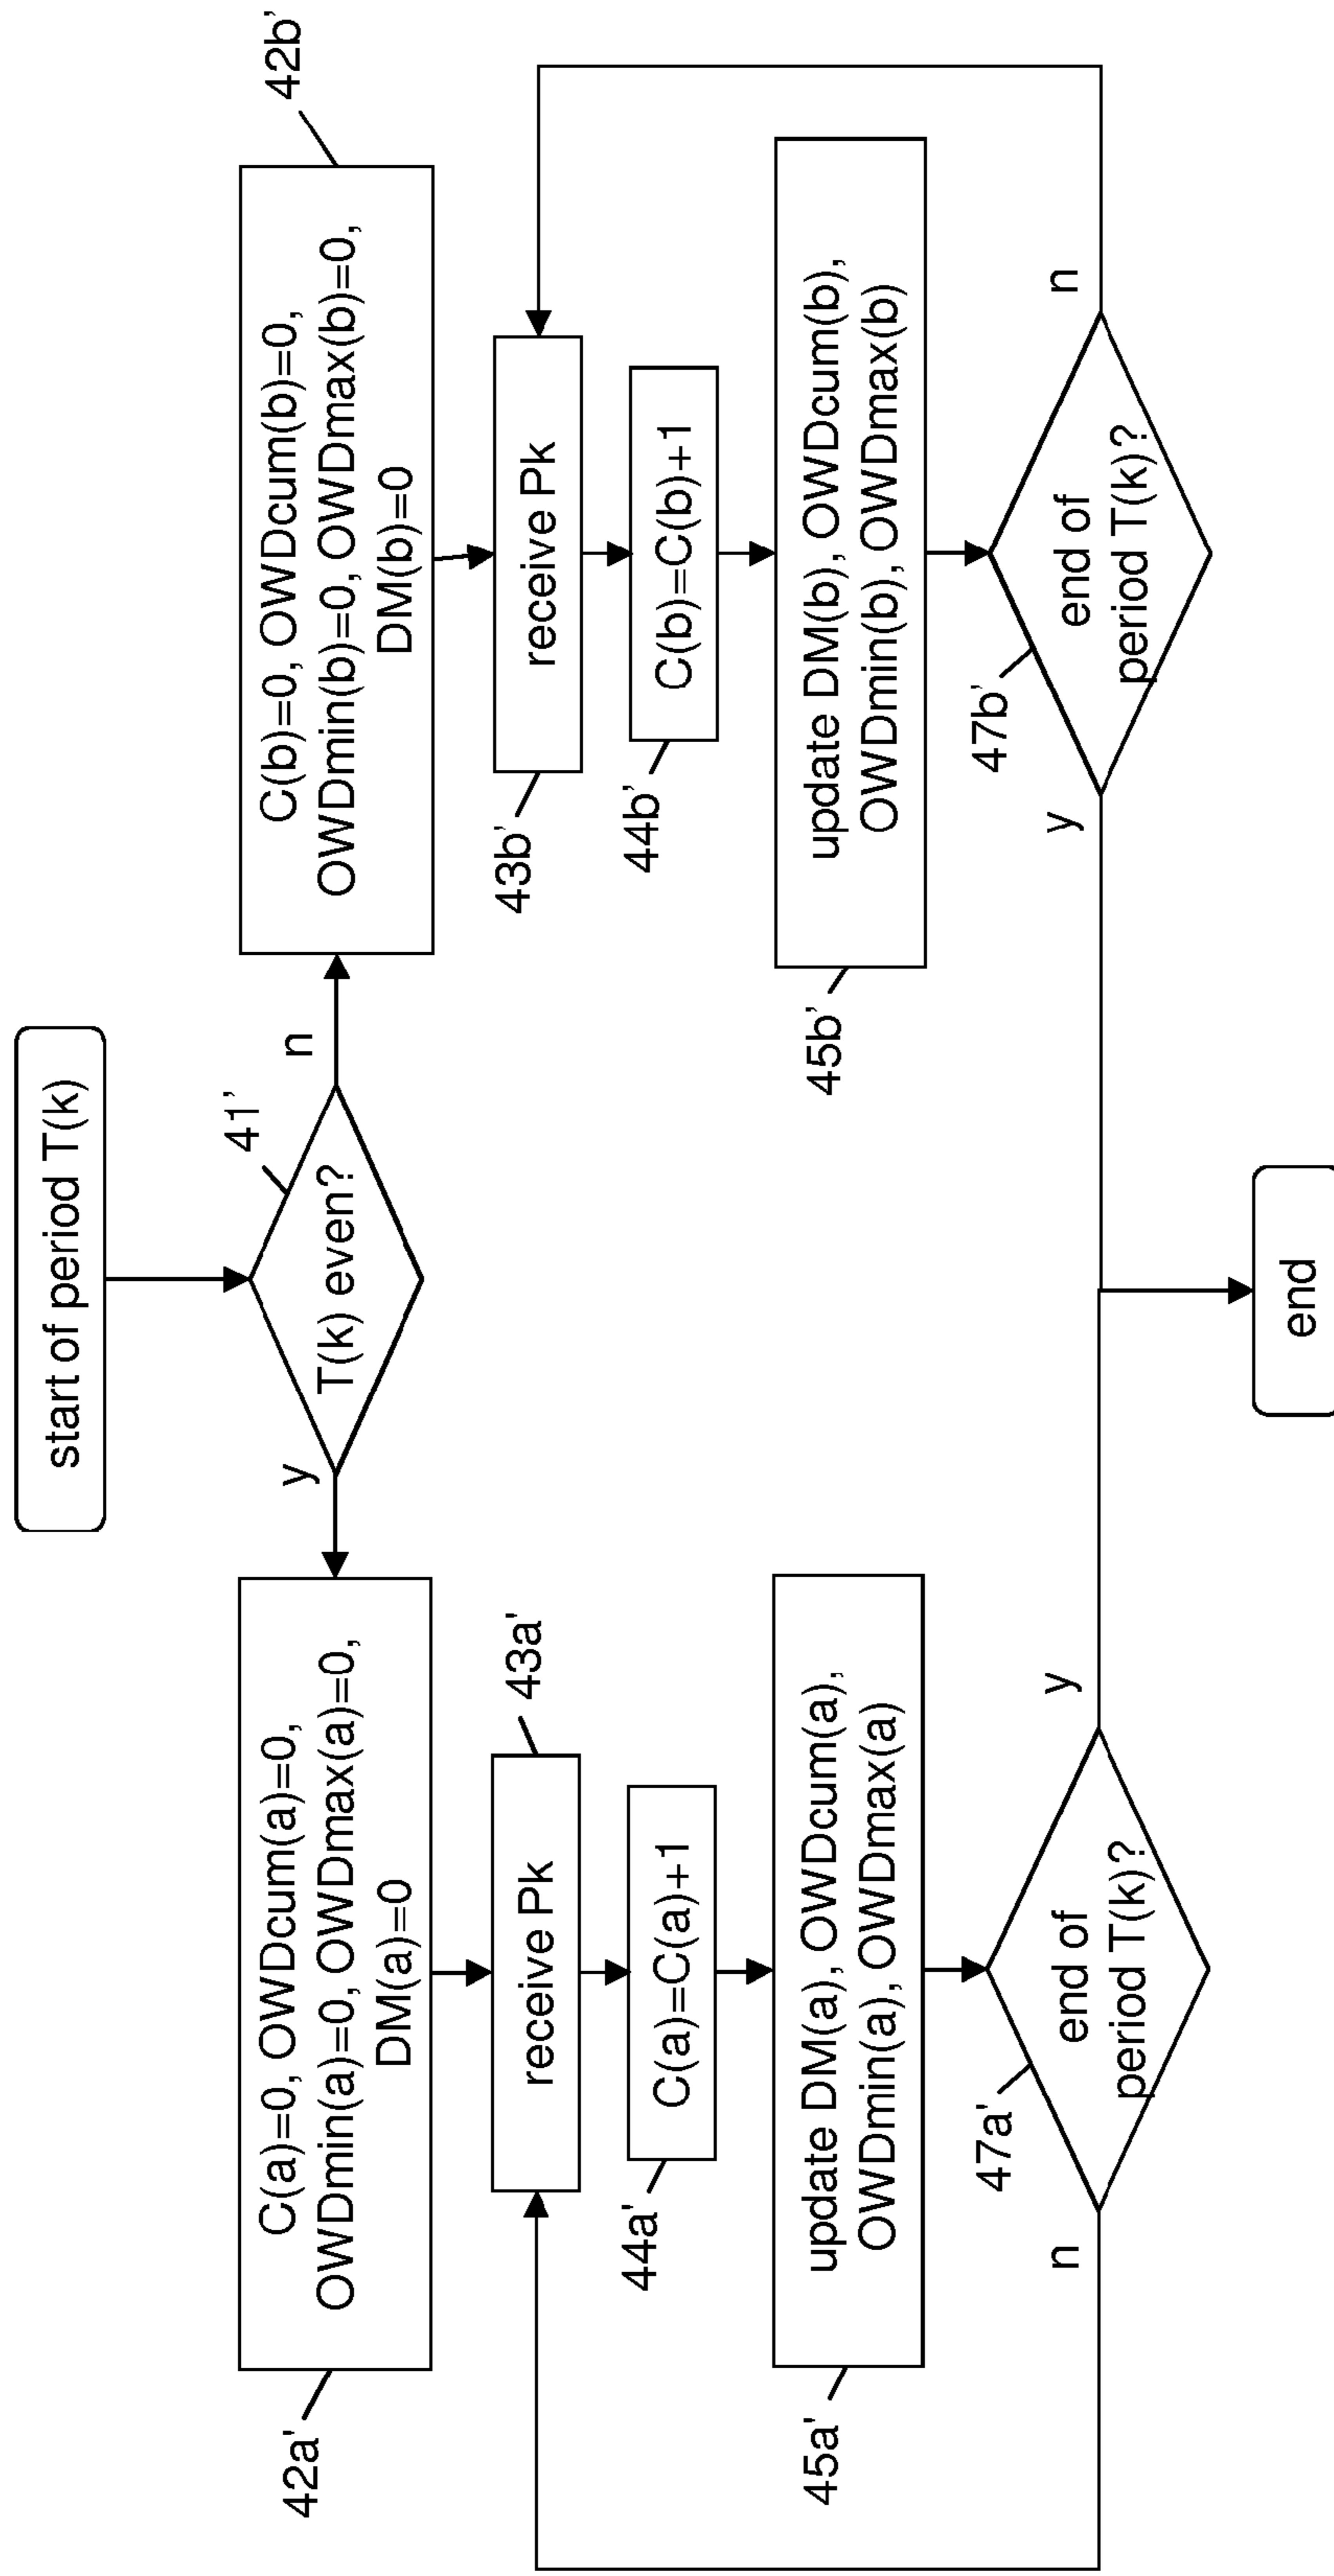 start of period T(k)
41’
T(k) even?
y
n
42a'
C(a)=0, OWDcum(a)=0,
OWDmin(a)=0, OWDmax(a)=0,
DM(a)=0
43a'
receive Pk
44a'
C(a)=C(a)+1
45a'
update DM(a), OWDcum(a),
OWDmin(a), OWDmax(a)
47a'
end of
period T(k)?
n
y
42b’
C(b)=0, OWDcum(b)=0,
OWDmin(b)=0, OWDmax(b)=0,
DM(b)=0
43b’
receive Pk
44b’
C(b)=C(b)+1
45b’
update DM(b), OWDcum(b),
OWDmin(b), OWDmax(b)
47b’
end of
period T(k)?
y
n
end